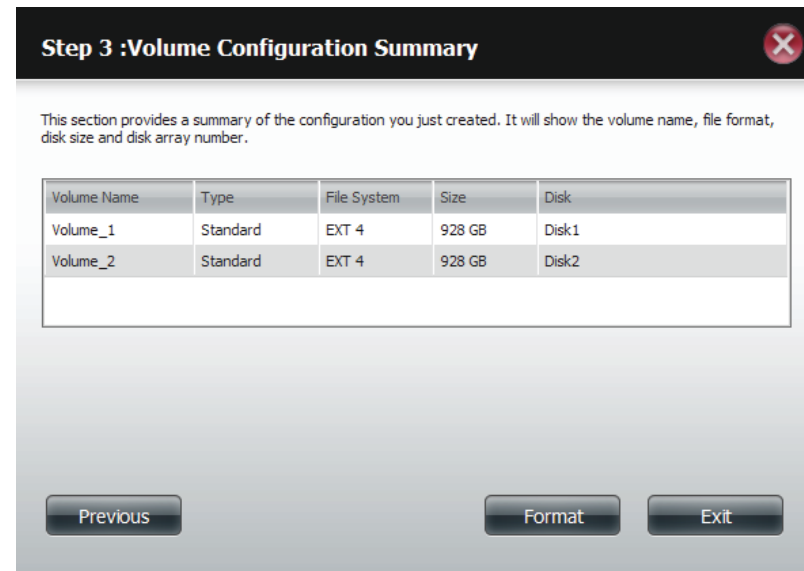 Step 3 :Volume Configuration Summary
This section provides a summary of the configuration you just created. It will show the volume name, file format,
disk size and disk array number.
Volume Name Type File System Size Disk
Volume_1 Standard EXT 4 928 GB Disk1
Volume_2 Standard EXT 4 928 GB Disk2
Previous Format Exit